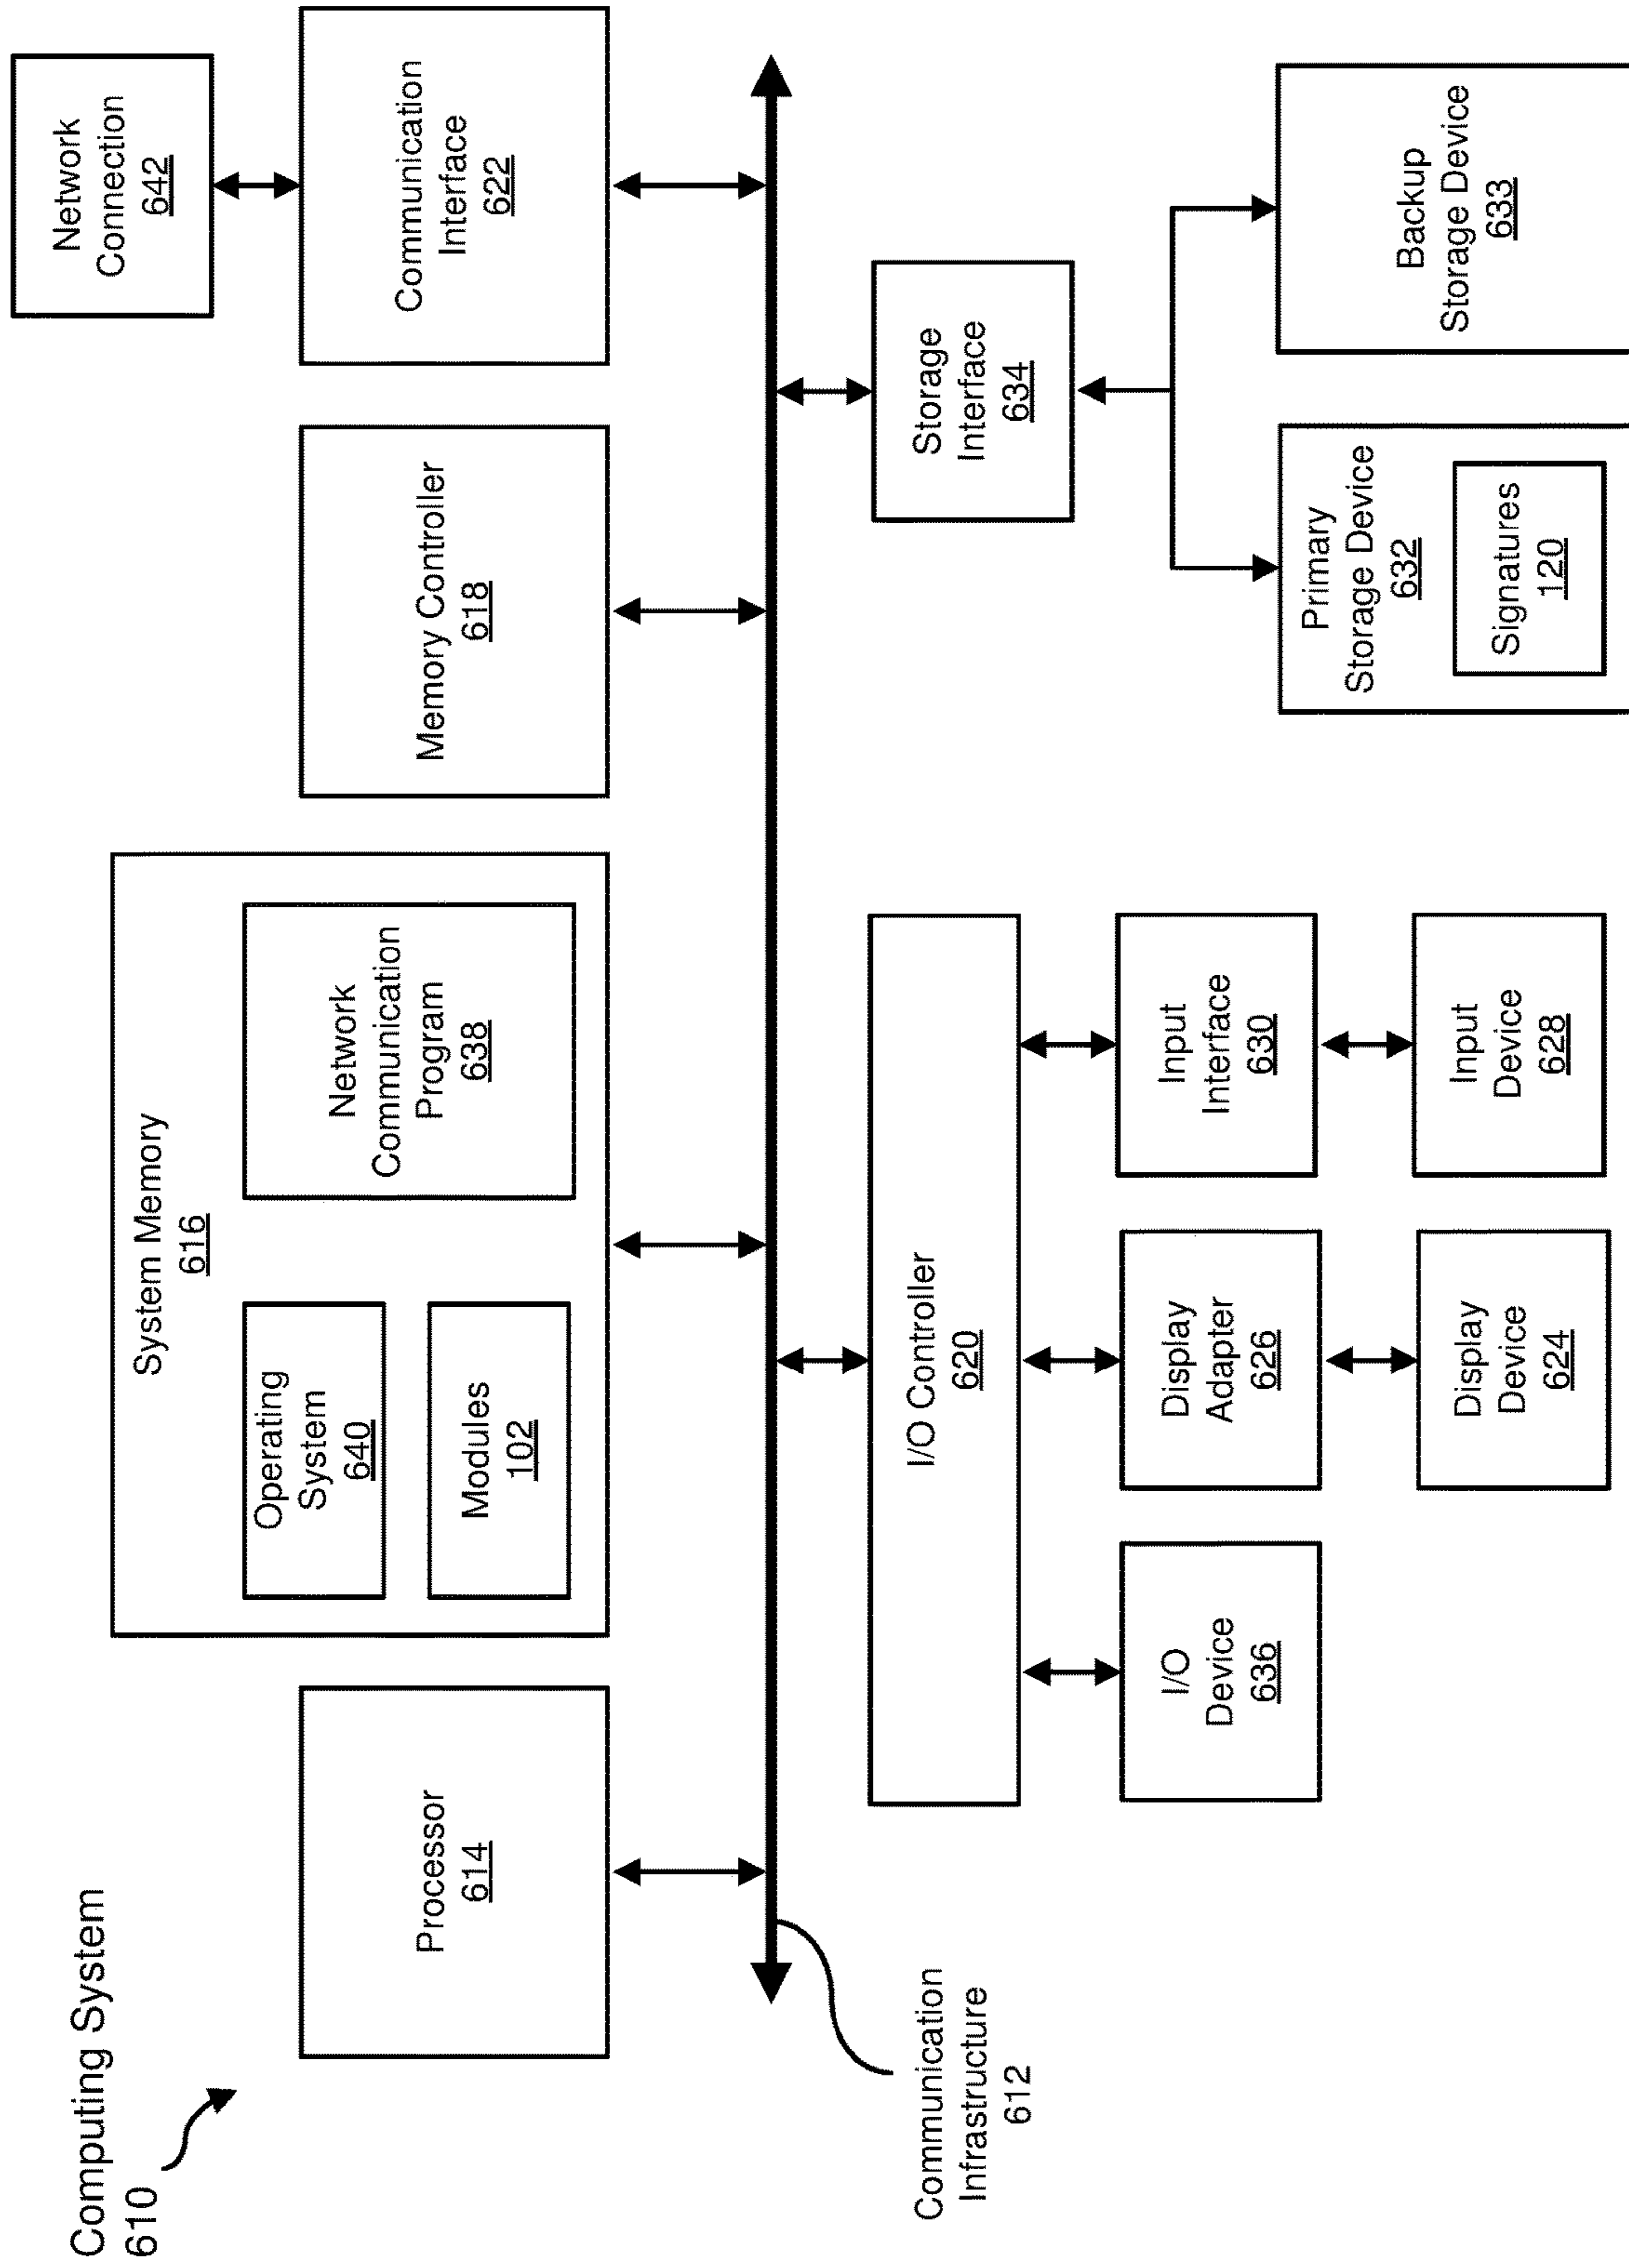 Computing System
610
System Memory
616
Operating
System
640
Modules
102
Network
Communication
Program
638
Network
Connection
642
Processor
614
Memory Controller
618
Communication
Interface
622
Communication
Infrastructure
612
I/O Controller
620
Storage
Interface
634
I/O
Device
636
Display
Adapter
626
Input
Interface
630
Display
Device
624
Input
Device
628
Primary
Storage Device
632
Signatures
120
Backup
Storage Device
633